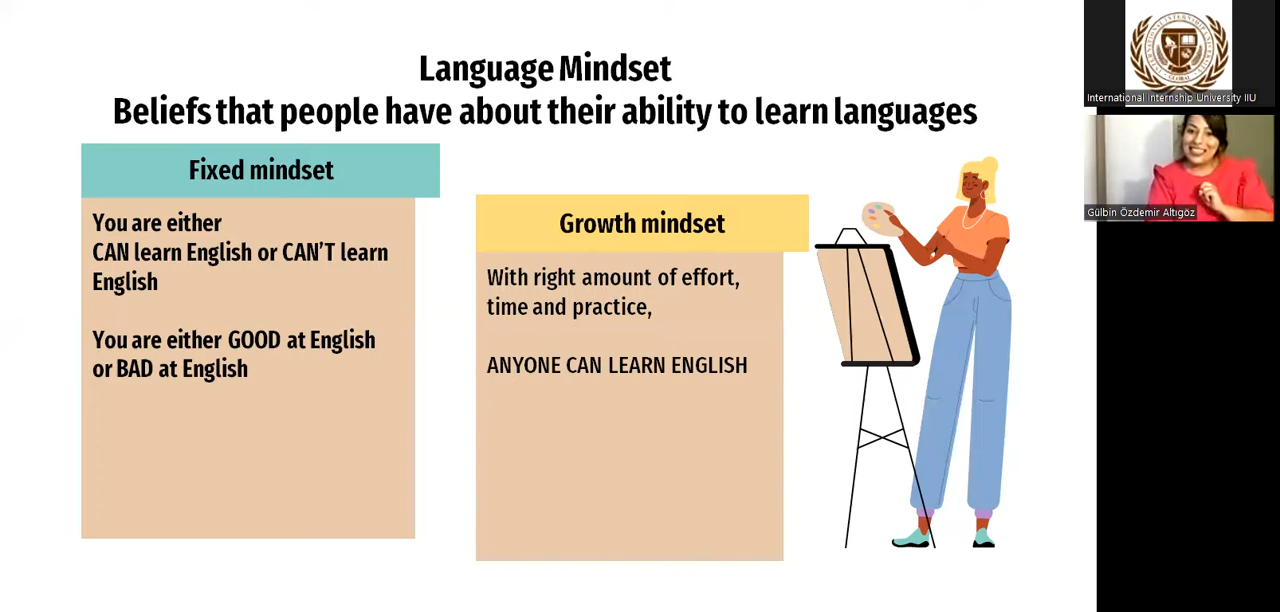 Language Mindset
Beliefs that people have about their ability to learn languages
Fixed mindset
You are either
CAN learn English or CAN'T learn
English
You are either GOOD at English
or BAD at English
Growth mindset
With right amount of effort,
time and practice,
ANYONE CAN LEARN ENGLISH
International Internship University IIU
Gülbin Özdemir Altıgöz